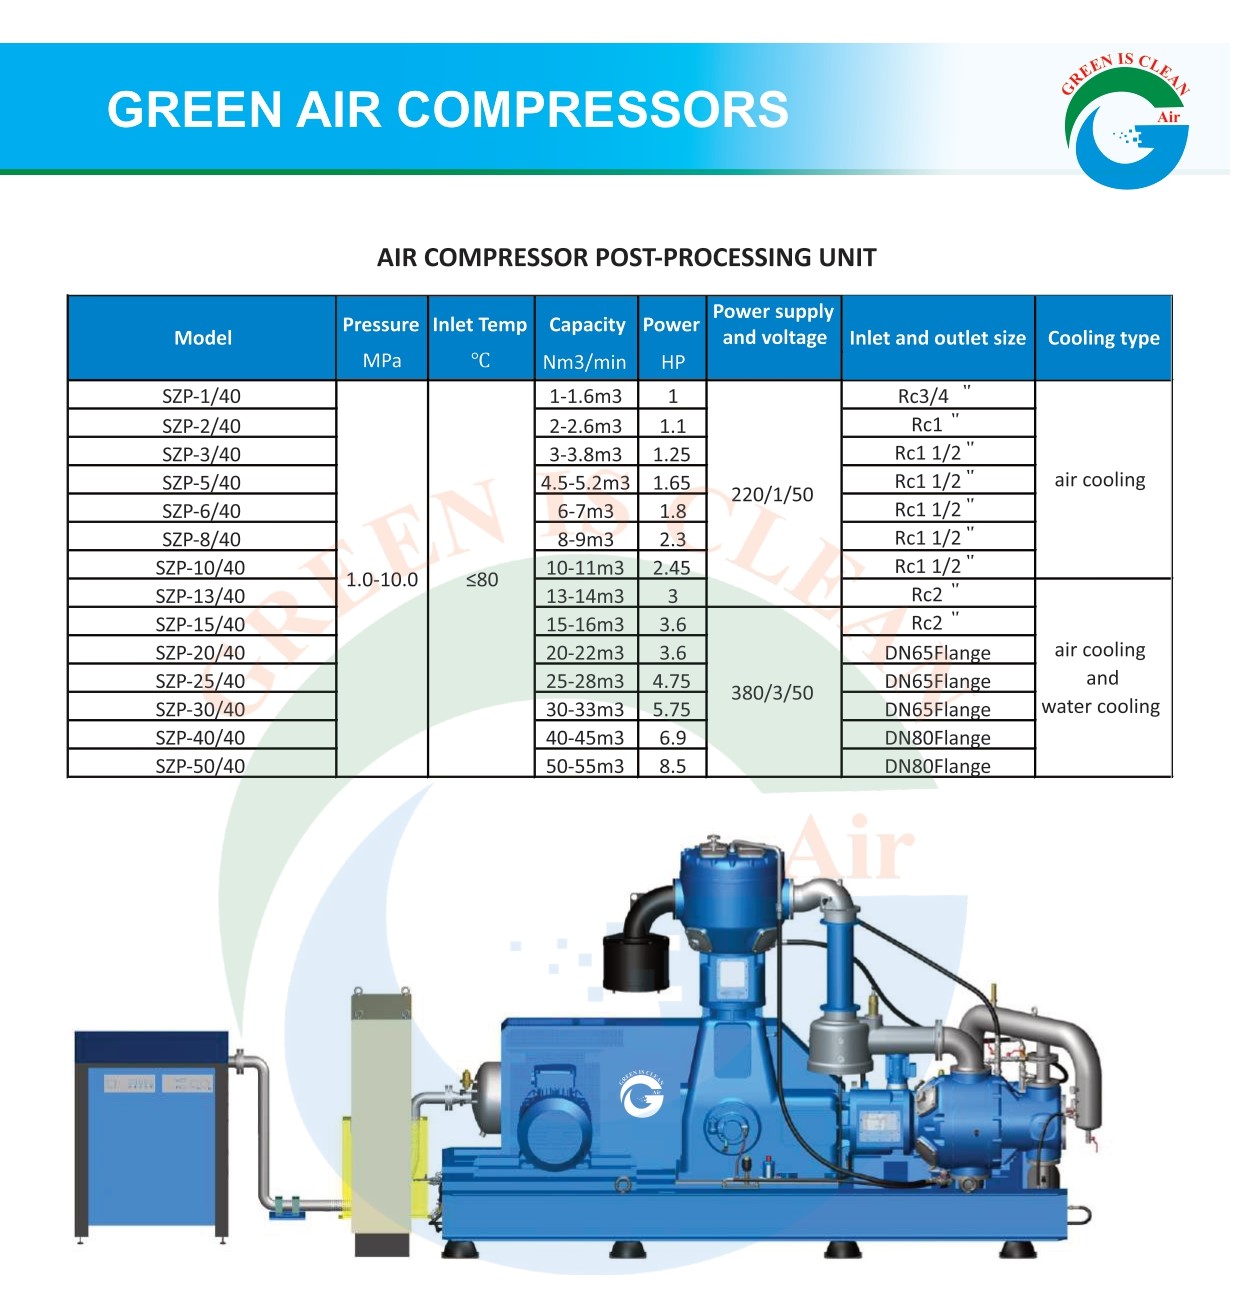 GREEN AIR COMPRESSORS
GREEN IS CLEAN
Air
AIR COMPRESSOR POST-PROCESSING UNIT
Model Pressure MPa Inlet Temp ℃ Capacity Nm3/min Power HP Power supply and voltage Inlet and outlet size Cooling type
SZP-1/40 1-1.6m3 1 Rc3/4 "
SZP-2/40 2-2.6m3 1.1 Rc1 "
SZP-3/40 3-3.8m3 1.25 Rc1 1/2 "
SZP-5/40 4.5-5.2m3 1.65 Rc1 1/2 "
220/1/50 air cooling
SZP-6/40 6-7m3 1.8 Rc1 1/2 "
SZP-8/40 8-9m3 2.3 Rc1 1/2 "
SZP-10/40 10-11m3 2.45 Rc1 1/2 "
1.0-10.0 ≤80
SZP-13/40 13-14m3 3 Rc2 "
SZP-15/40 15-16m3 3.6 Rc2 "
SZP-20/40 20-22m3 3.6 DN65Flange
SZP-25/40 25-28m3 4.75 DN65Flange
380/3/50 air cooling and water cooling
SZP-30/40 30-33m3 5.75 DN65Flange
SZP-40/40 40-45m3 6.9 DN80Flange
SZP-50/40 50-55m3 8.5 DN80Flange
GREEN IS CLEAN
Air
GREEN IS CLEAN
Air